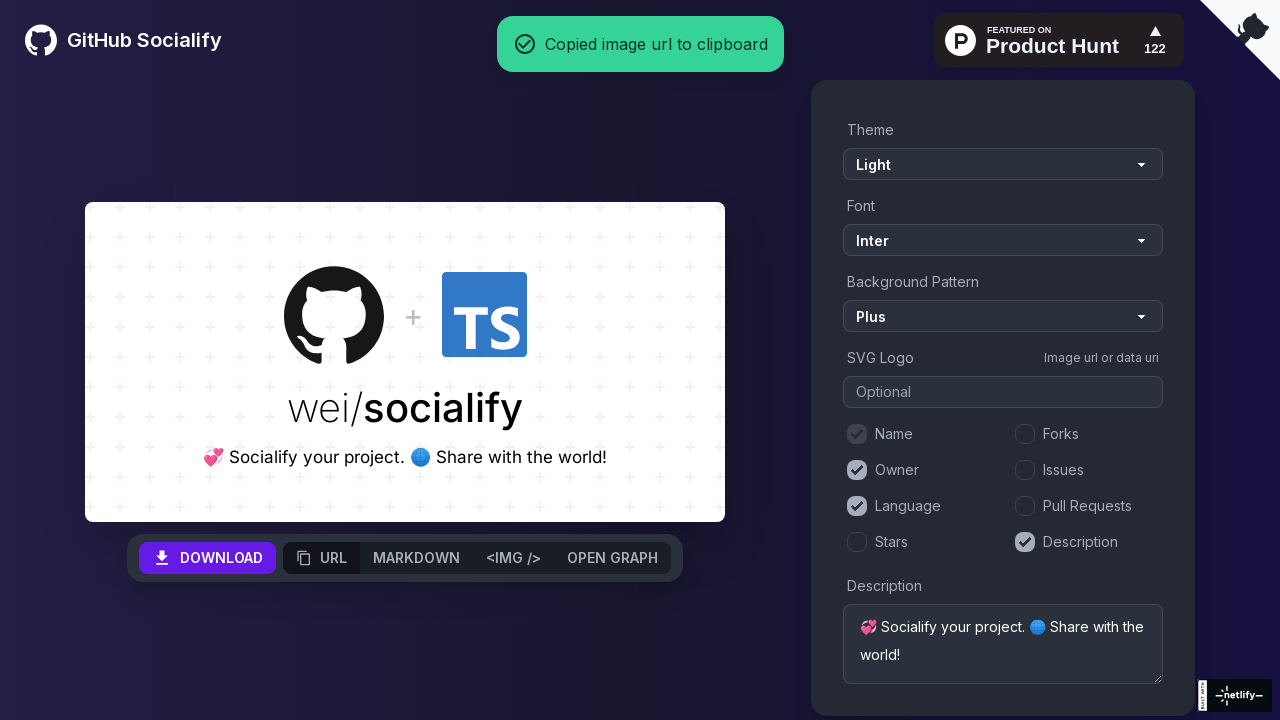 GitHub Socialify
Copied image url to clipboard
FEATURED ON
Product Hunt
122
TS
wei/socialify
💞 Socialify your project. 🌐 Share with the world!
DOWNLOAD
URL
MARKDOWN
<IMG />
OPEN GRAPH
Theme
Light
Font
Inter
Background Pattern
Plus
SVG Logo
Image url or data uri
Optional
Name
Forks
Owner
Issues
Language
Pull Requests
Stars
Description
Description
💞 Socialify your project. 🌐 Share with the
world!
BUILT WITH
netlify